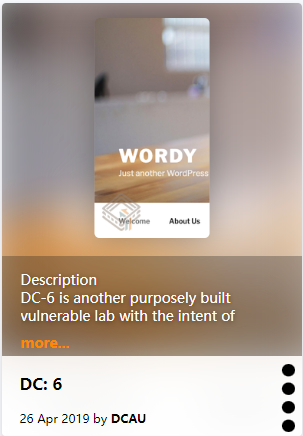 WORDY
Just another WordPress
Welcome About Us
Description
DC-6 is another purposely built
vulnerable lab with the intent of
more...
DC: 6
26 Apr 2019 by DCAU